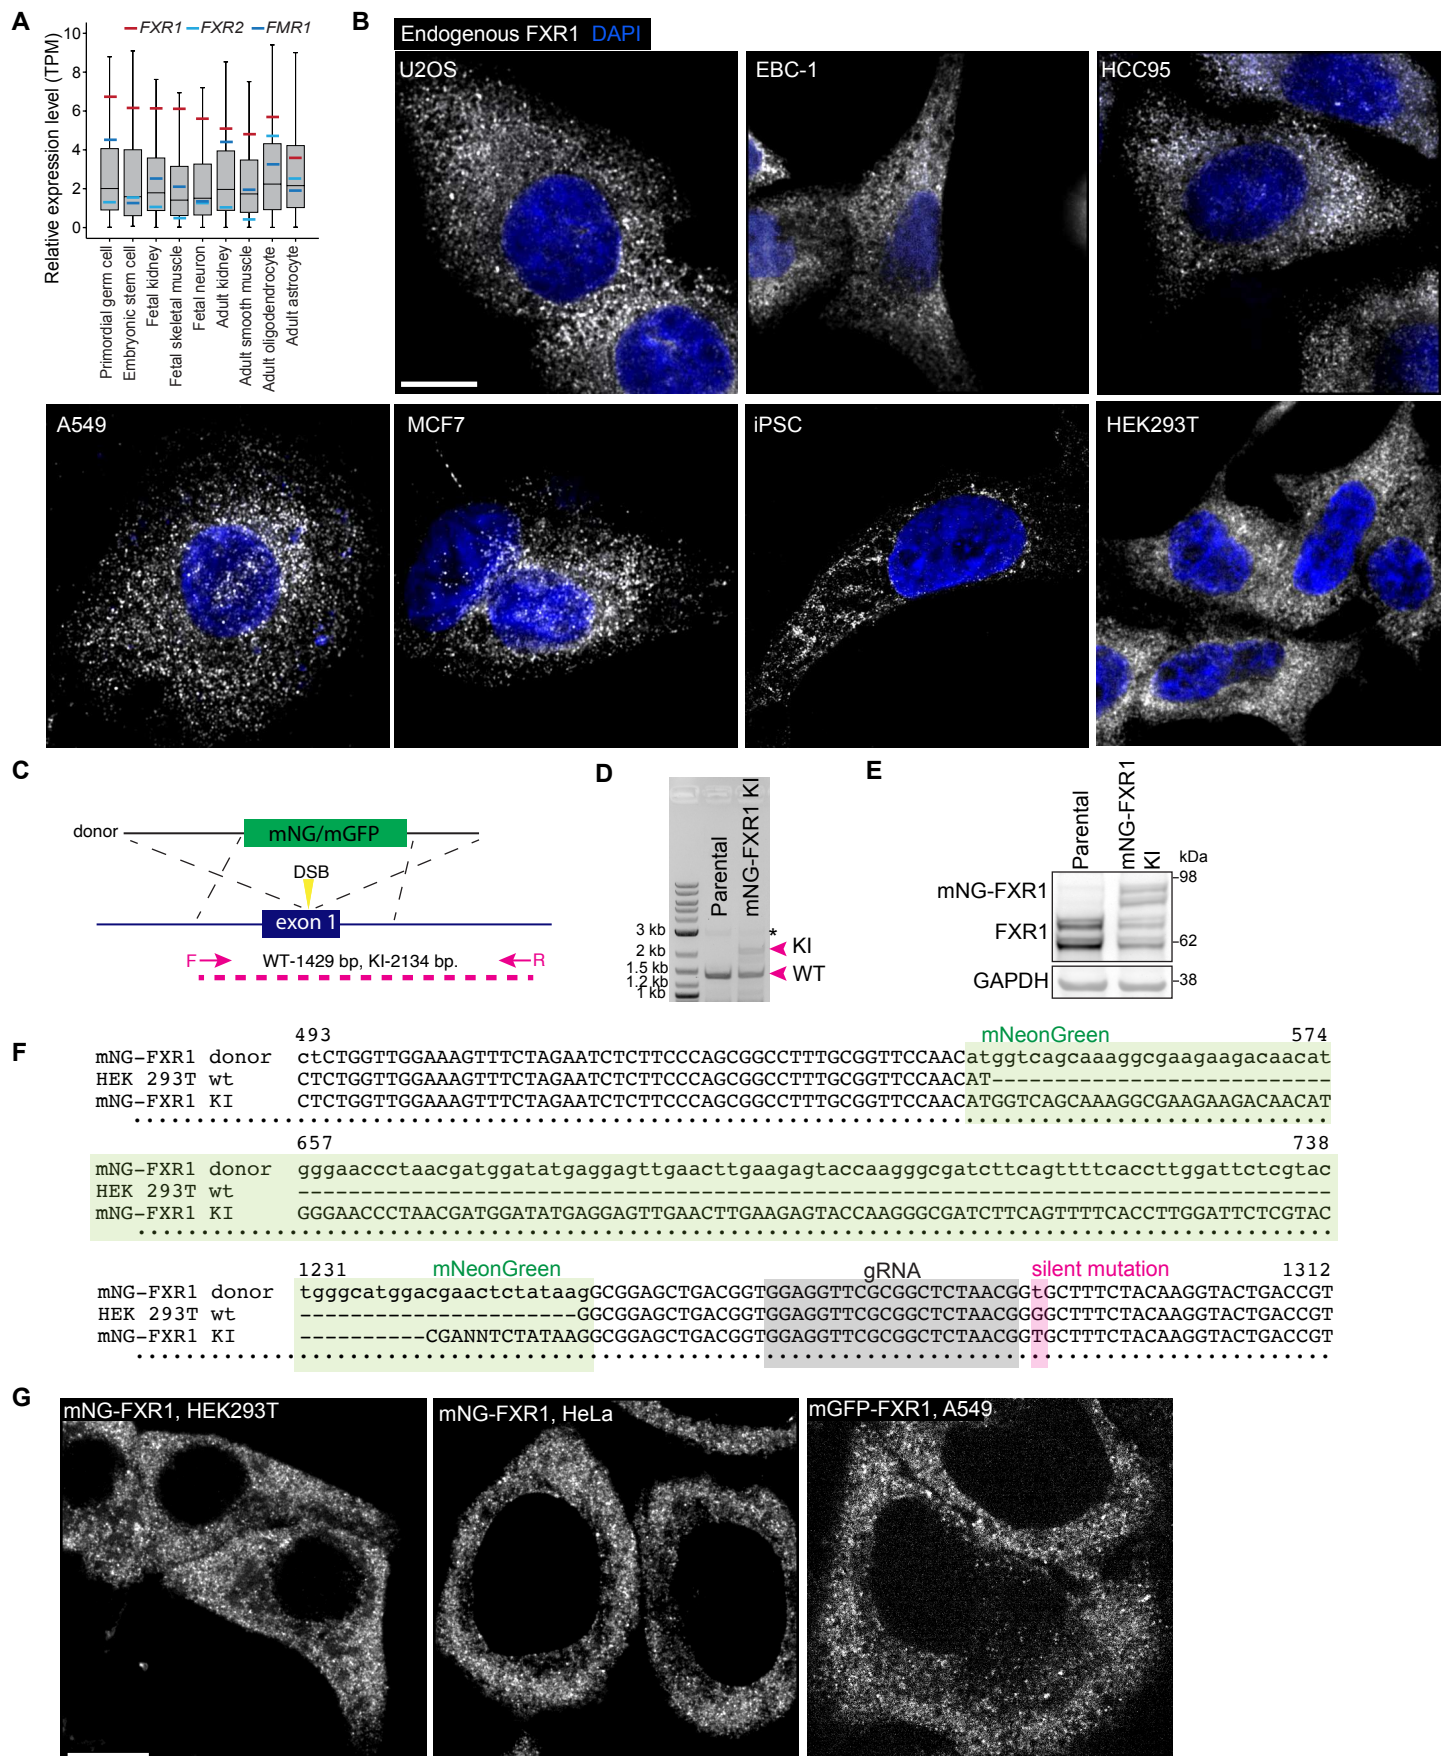 A
FXR1 FXR2 FMR1
Relative expression level (TPM)
10
8
6
4
2
0
Primordial germ cell
Embryonic stem cell
Fetal kidney
Fetal skeletal muscle
Fetal neuron
Adult kidney
Adult smooth muscle
Adult oligodendrocyte
Adult astrocyte
B
Endogenous FXR1 DAPI
U2OS
EBC-1
HCC95
A549
MCF7
iPSC
HEK293T
C
donor
mNG/mGFP
DSB
exon 1
F
WT-1429 bp, KI-2134 bp.
R
D
Parental
mNG-FXR1 KI
3 kb
2 kb
1.5 kb
1.2 kb
1 kb
*
KI
WT
E
Parental
mNG-FXR1
KI
kDa
mNG-FXR1
FXR1
GAPDH
-98
-62
-38
F
493 mNeonGreen 574
mNG-FXR1 donor ctCTGGTTGGAAAGTTTCTAGAATCTCTTCCCAGCGGCCTTTGCGGTTCCAACatggtcagcaaaggcgaagaagacaacat
HEK 293T wt CTCTGGTTGGAAAGTTTCTAGAATCTCTTCCCAGCGGCCTTTGCGGTTCCAACAT---------------------------
mNG-FXR1 KI CTCTGGTTGGAAAGTTTCTAGAATCTCTTCCCAGCGGCCTTTGCGGTTCCAACATGGTCAGCAAAGGCGAAGAAGACAACAT
657 738
mNG-FXR1 donor gggaaccctaacgatggatatgaggagttgaacttgaagagtaccaagggcgatcttcagttttcaccttggattctcgtac
HEK 293T wt ----------------------------------------------------------------------------------
mNG-FXR1 KI GGGAACCCTAACGATGGATATGAGGAGTTGAACTTGAAGAGTACCAAGGGCGATCTTCAGTTTTCACCTTGGATTCTCGTAC
1231 mNeonGreen gRNA silent mutation 1312
mNG-FXR1 donor tgggcatggacgaactctataagGCGGAGCTGACGGTGGAGGTTCGCGGCTCTAACGGtGCTTTCTACAAGGTACTGACCGT
HEK 293T wt ----------------------GGCGGAGCTGACGGTGGAGGTTCGCGGCTCTAACGGGGCTTTCTACAAGGTACTGACCGT
mNG-FXR1 KI ----------CGANNTCTATAAGGCGGAGCTGACGGTGGAGGTTCGCGGCTCTAACGGTGCTTTCTACAAGGTACTGACCGT
G
mNG-FXR1, HEK293T
mNG-FXR1, HeLa
mGFP-FXR1, A549